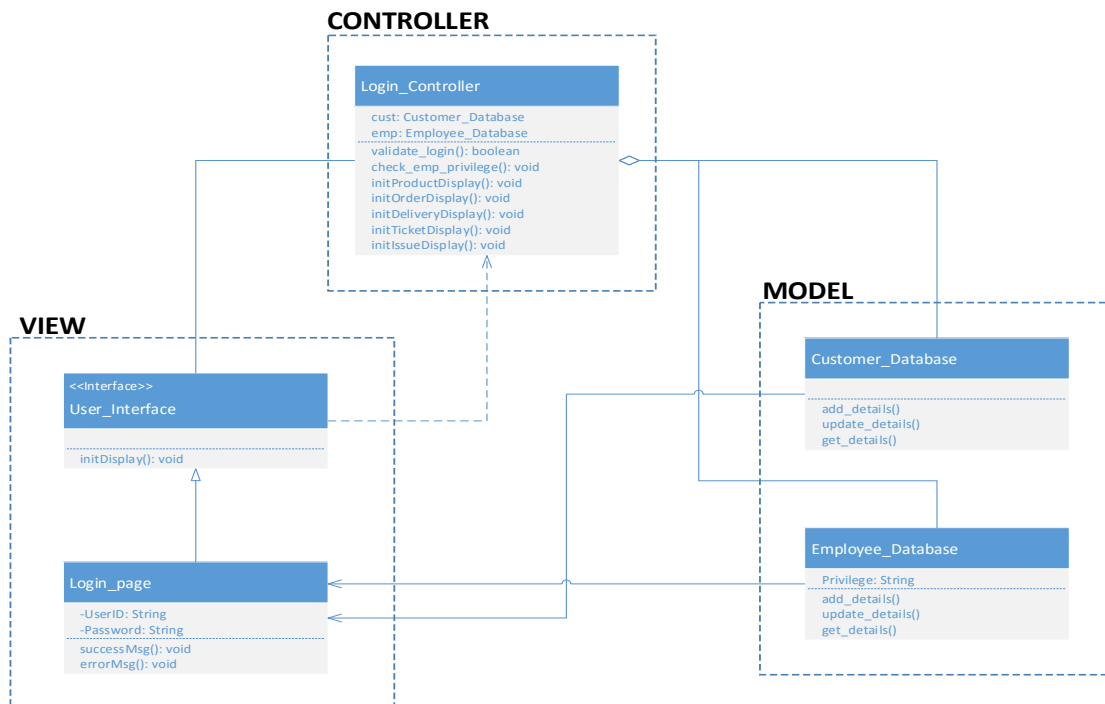 CONTROLLER
Login_Controller
cust: Customer_Database
emp: Employee_Database
validate_login(): boolean
check_emp_privilege(): void
initProductDisplay(): void
initOrderDisplay(): void
initDeliveryDisplay(): void
initTicketDisplay(): void
initIssueDisplay(): void
VIEW
<<Interface>>
User_Interface
initDisplay(): void
Login_page
-UserID: String
-Password: String
successMsg(): void
errorMsg(): void
MODEL
Customer_Database
add_details()
update_details()
get_details()
Employee_Database
Privilege: String
add_details()
update_details()
get_details()